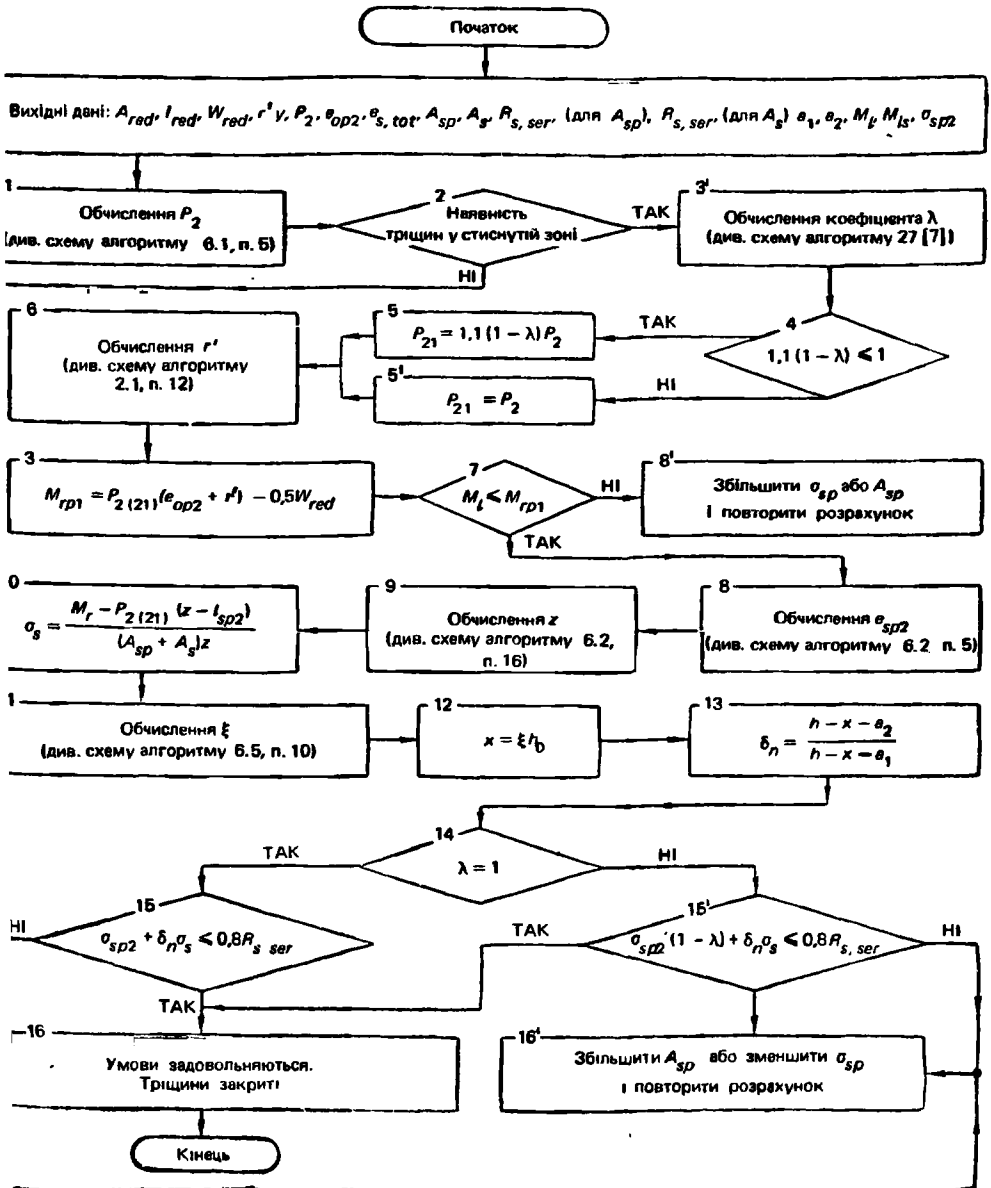 Початок
Вихідні дані: A_red, I_red, W_red, r' y, P_2, e_op2, e_s, tot, A_sp, A_s, R_s, ser, (для A_sp), R_s, ser, (для A_s) a_1, a_2, M_l, M_ls, σ_sp2
1
Обчислення P_2
(див. схему алгоритму 6.1, п. 5)
2
Наявність
тріщин у стиснутій зоні
ТАК
НІ
3'
Обчислення коефіцієнта λ
(див. схему алгоритму 27 [7])
4
1,1 (1 − λ) ⩽ 1
ТАК
НІ
5
P_21 = 1,1 (1 − λ) P_2
5'
P_21 = P_2
6
Обчислення r'
(див. схему алгоритму
2.1, п. 12)
3
M_rp1 = P_2 (21) (e_op2 + r') − 0,5W_red
7
M_l ⩽ M_rp1
НІ
ТАК
8'
Збільшити σ_sp або A_sp
і повторити розрахунок
8
Обчислення e_sp2
(див. схему алгоритму 6.2 п. 5)
9
Обчислення z
(див. схему алгоритму 6.2,
п. 16)
0
σ_s = (M_r − P_2 (21) (z − l_sp2)) / ((A_sp + A_s)z)
1
Обчислення ξ
(див. схему алгоритму 6.5, п. 10)
12
x = ξh_0
13
δ_n = (h − x − a_2) / (h − x − a_1)
14
λ = 1
ТАК
НІ
15
σ_sp2 + δ_nσ_s ⩽ 0,8R_s ser
НІ
ТАК
15'
σ_sp2 (1 − λ) + δ_nσ_s ⩽ 0,8R_s, ser
ТАК
НІ
16
Умови задовольняються.
Тріщини закриті
16'
Збільшити A_sp або зменшити σ_sp
і повторити розрахунок
Кінець